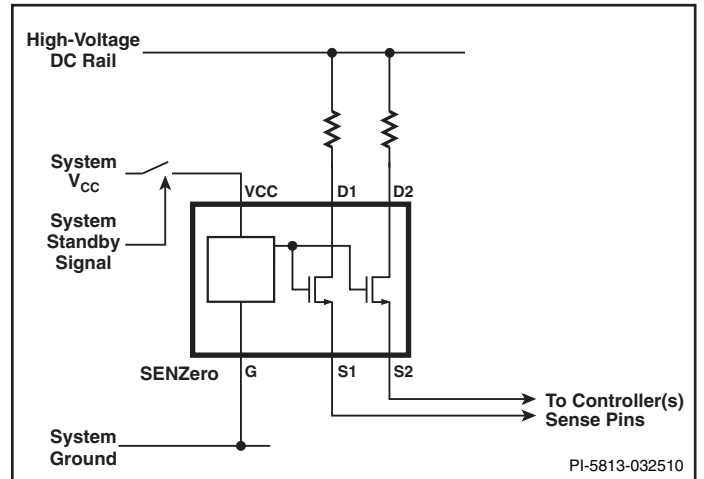 High-Voltage
DC Rail
System
VCC
System
Standby
Signal
VCC
D1
D2
SENZero
G
S1
S2
To Controller(s)
Sense Pins
System
Ground
PI-5813-032510